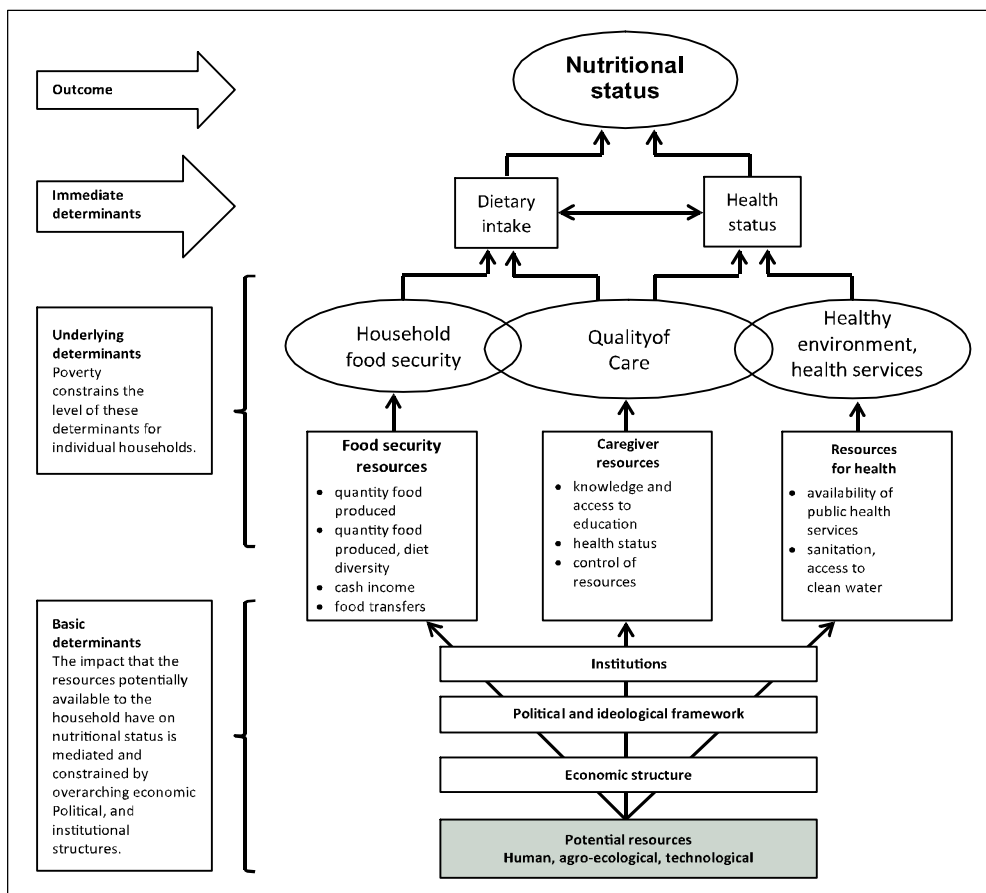 Outcome
Nutritional
status
Immediate
determinants
Dietary
intake
Health
status
Underlying
determinants
Poverty
constrains the
level of these
determinants for
individual households.
Household
food security
Qualityof
Care
Healthy
environment,
health services
Food security
resources
• quantity food
produced
• quantity food
produced, diet
diversity
• cash income
• food transfers
Caregiver
resources
• knowledge and
access to
education
• health status
• control of
resources
Resources
for health
• availability of
public health
services
• sanitation,
access to
clean water
Basic
determinants
The impact that the
resources potentially
available to the
household have on
nutritional status is
mediated and
constrained by
overarching economic
Political, and
institutional
structures.
Institutions
Political and ideological framework
Economic structure
Potential resources
Human, agro-ecological, technological